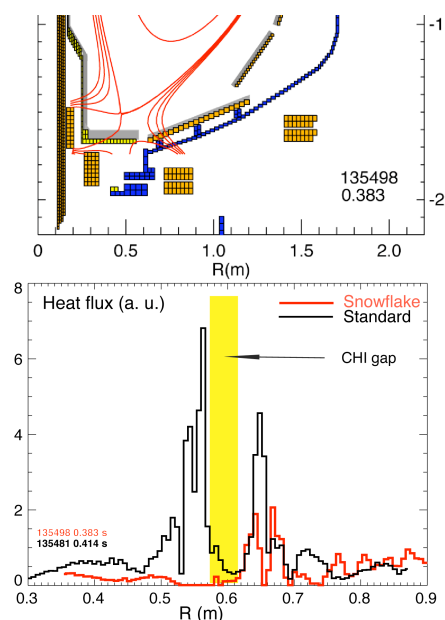 -1
135498
0.383
-2
0 0.5 1.0 1.5 2.0
R(m)
8
Heat flux (a. u.)
Snowflake
Standard
6
CHI gap
4
2
135498 0.383 s
135481 0.414 s
0
0.3 0.4 0.5 0.6 0.7 0.8 0.9
R (m)